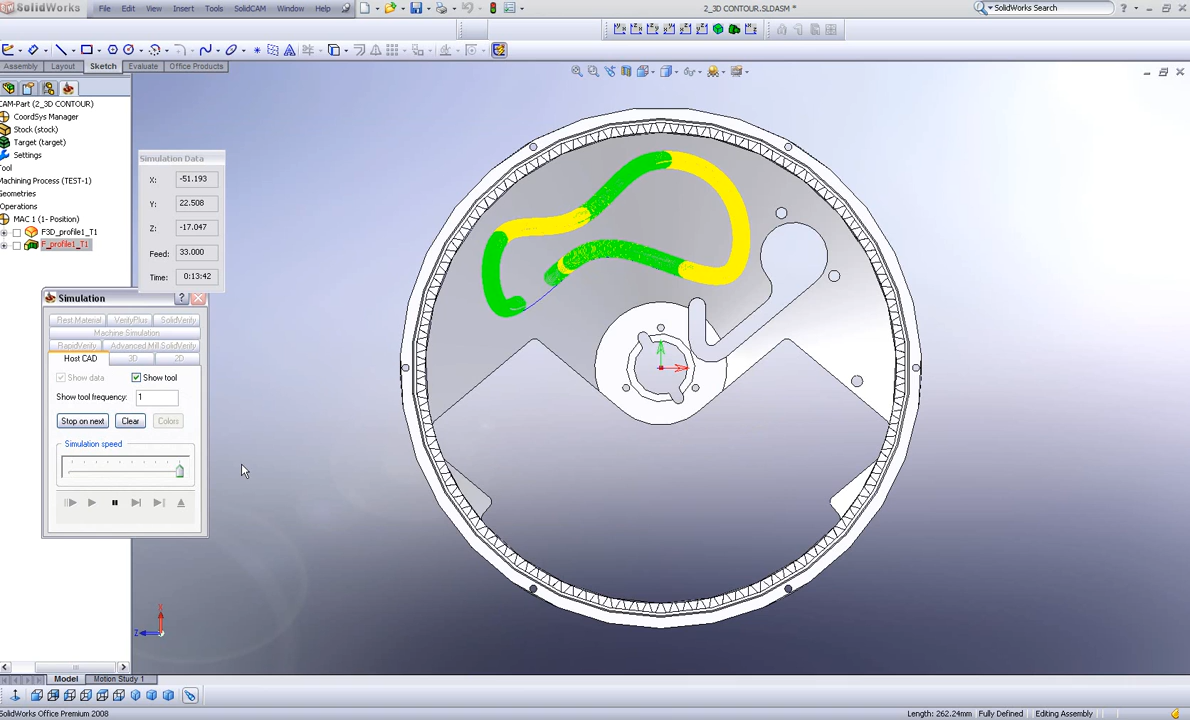 SolidWorks File Edit View Insert Tools SolidCAM Window Help 2_3D CONTOUR.SLDASM * SolidWorks Search
Assembly Layout Sketch Evaluate Office Products
CAM-Part (2_3D CONTOUR)
CoordSys Manager
Stock (stock)
Target (target)
Settings
Tool
Machining Process (TEST-1)
Geometries
Operations
MAC 1 (1- Position)
F3D_profile1_T1
F_profile1_T1
Simulation Data
X: -51.193
Y: 22.508
Z: -17.047
Feed: 33.000
Time: 0:13:42
Simulation
Rest Material VerifyPlus SolidVerify
Machine Simulation
RapidVerify Advanced Mill SolidVerify
Host CAD 3D 2D
Show data Show tool
Show tool frequency: 1
Stop on next Clear Colors
Simulation speed
X
Z
Model Motion Study 1
SolidWorks Office Premium 2008 Length: 262.24mm Fully Defined Editing Assembly